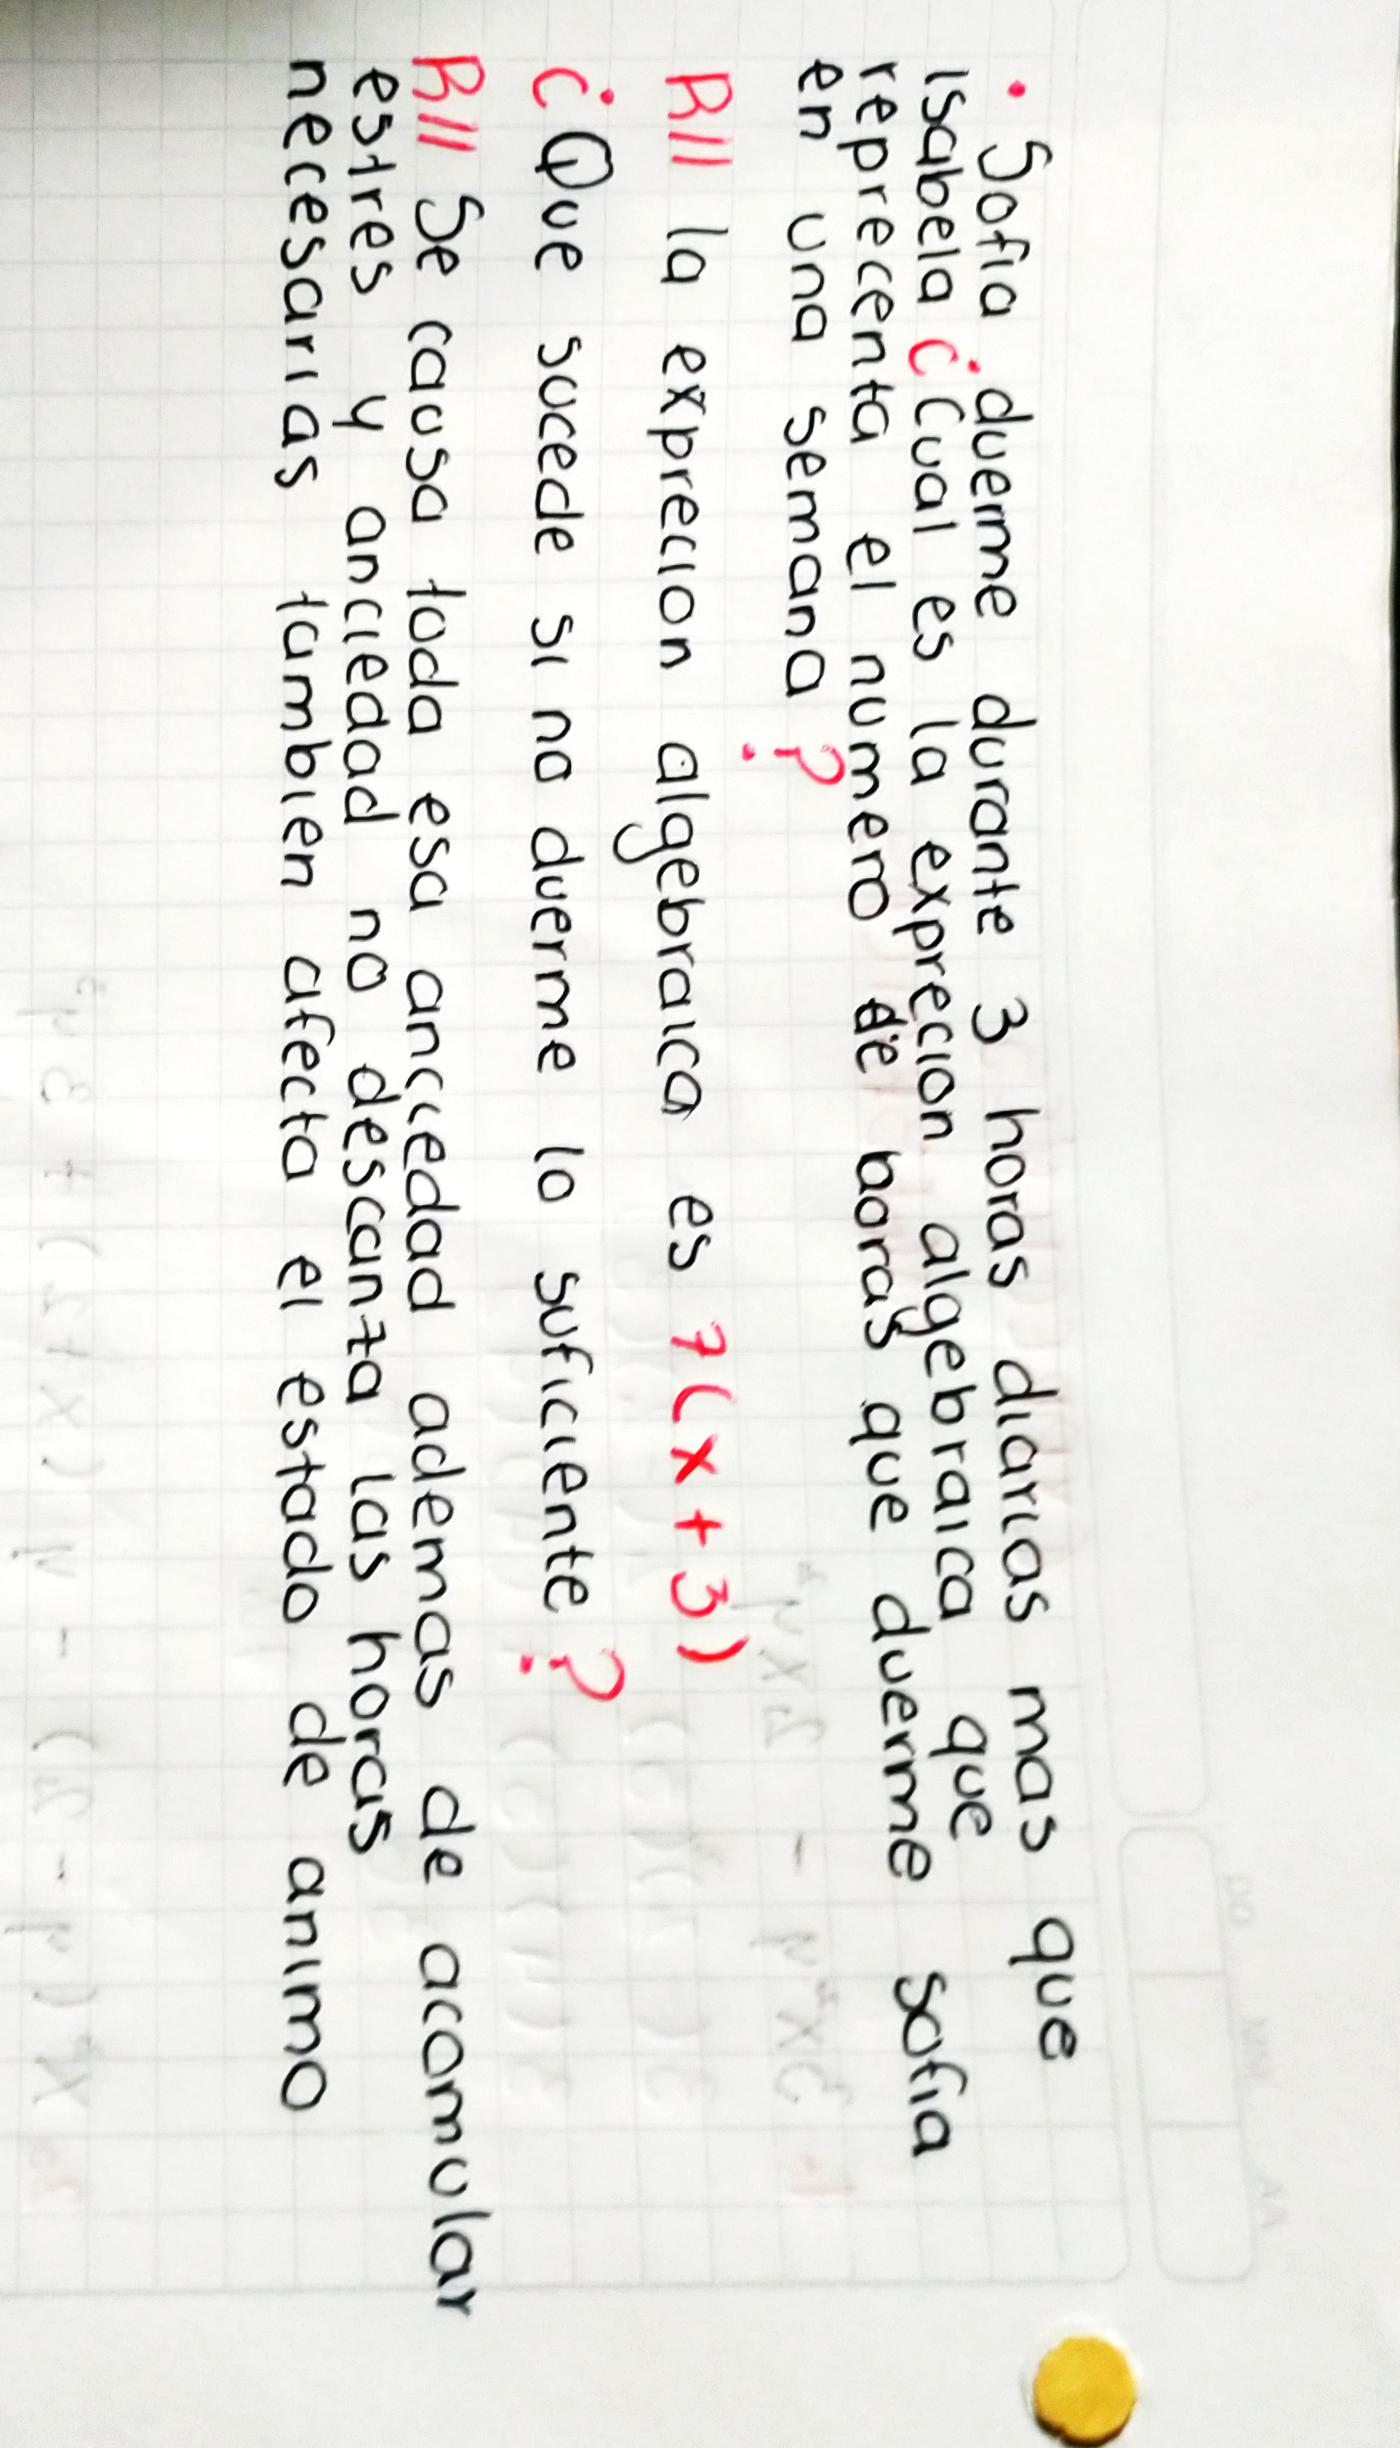 • Sofia duerme durante 3 horas diarias mas que
Isabela ¿Cual es la exprecion algebraica que
reprecenta el numero de horas que duerme sofia
en una semana?
R// la exprecion algebraica es 7(x+3)
¿Que sucede si no duerme lo suficiente?
R// Se causa toda esa anciedad ademas de acomular
estres y anciedad no descanza las horas
necesarias tambien afecta el estado de animo